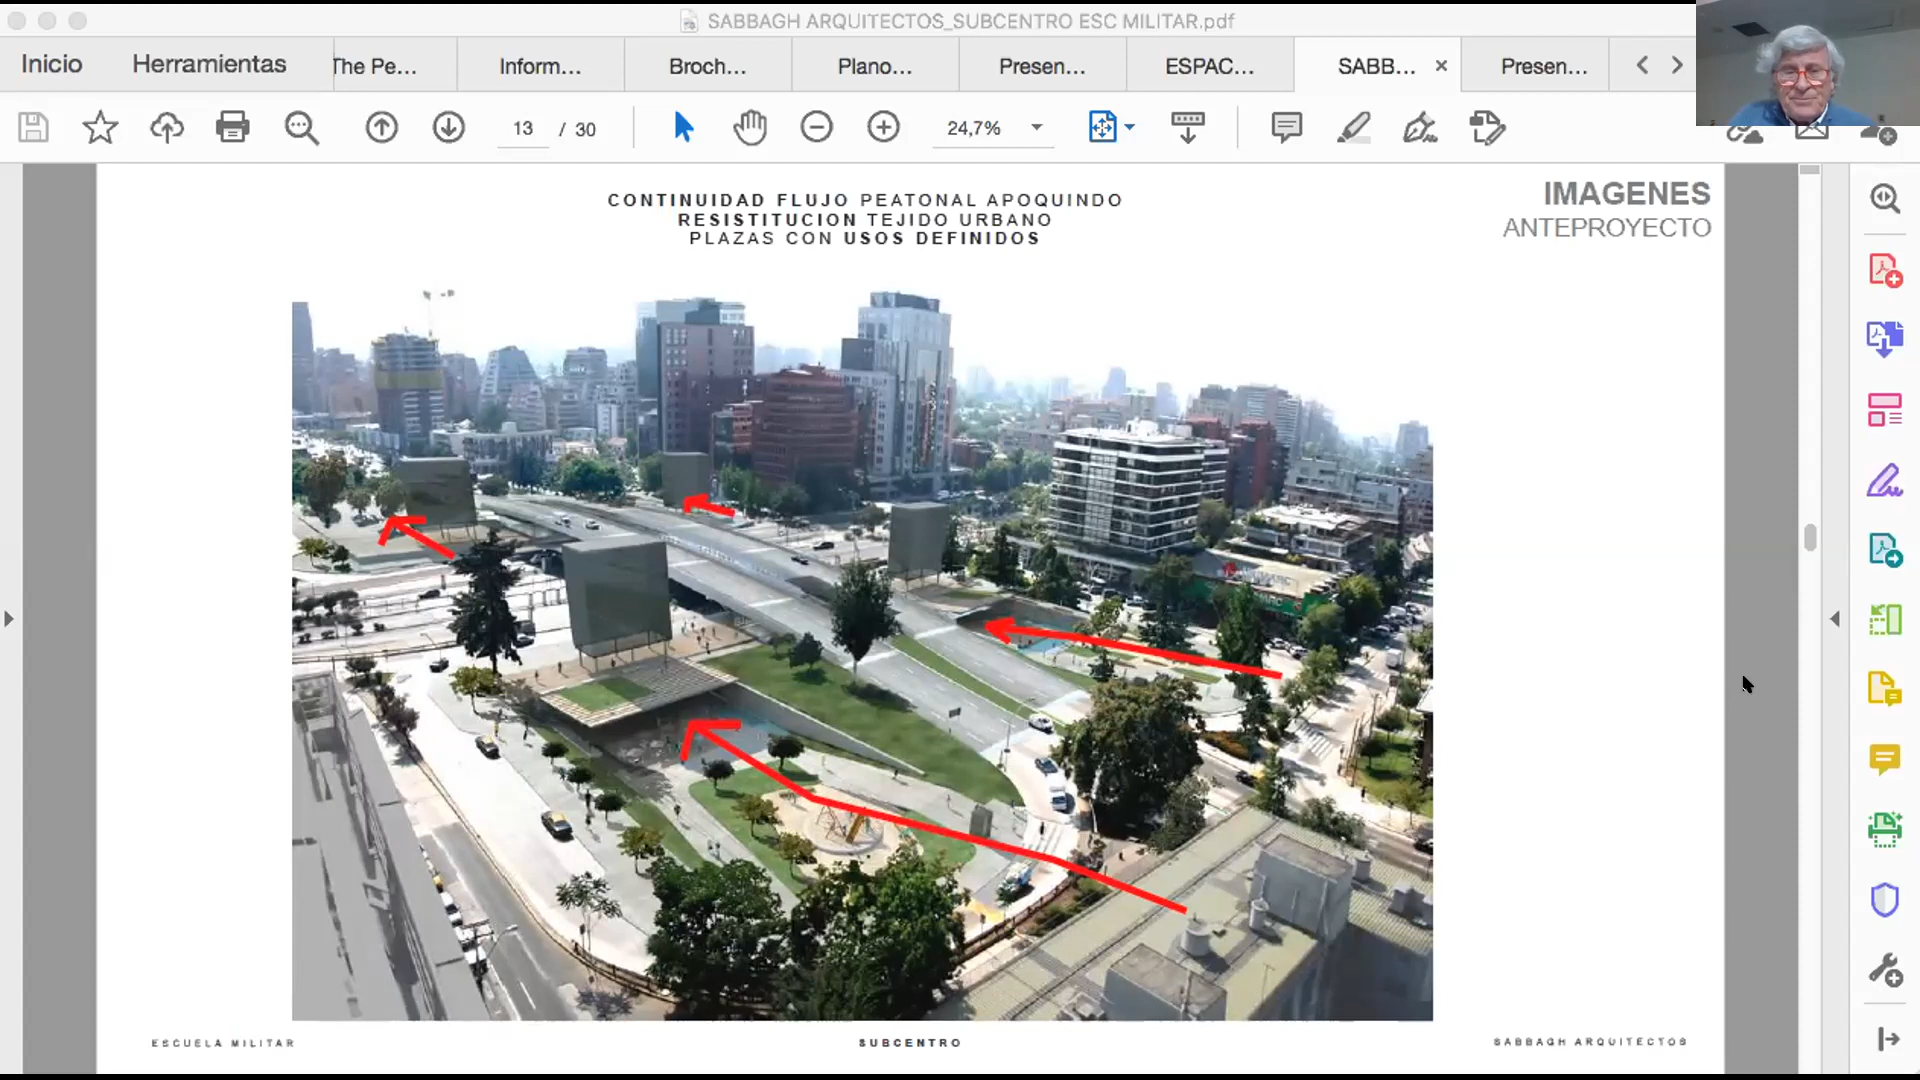 SABBAGH ARQUITECTOS_SUBCENTRO ESC MILITAR.pdf
Inicio
Herramientas
The Pe...
Inform...
Broch...
Plano...
Presen...
ESPAC...
SABB...
Presen...
13 / 30
24,7%
CONTINUIDAD FLUJO PEATONAL APOQUINDO
RESISTITUCION TEJIDO URBANO
PLAZAS CON USOS DEFINIDOS
IMAGENES
ANTEPROYECTO
ESCUELA MILITAR
SUBCENTRO
SABBAGH ARQUITECTOS